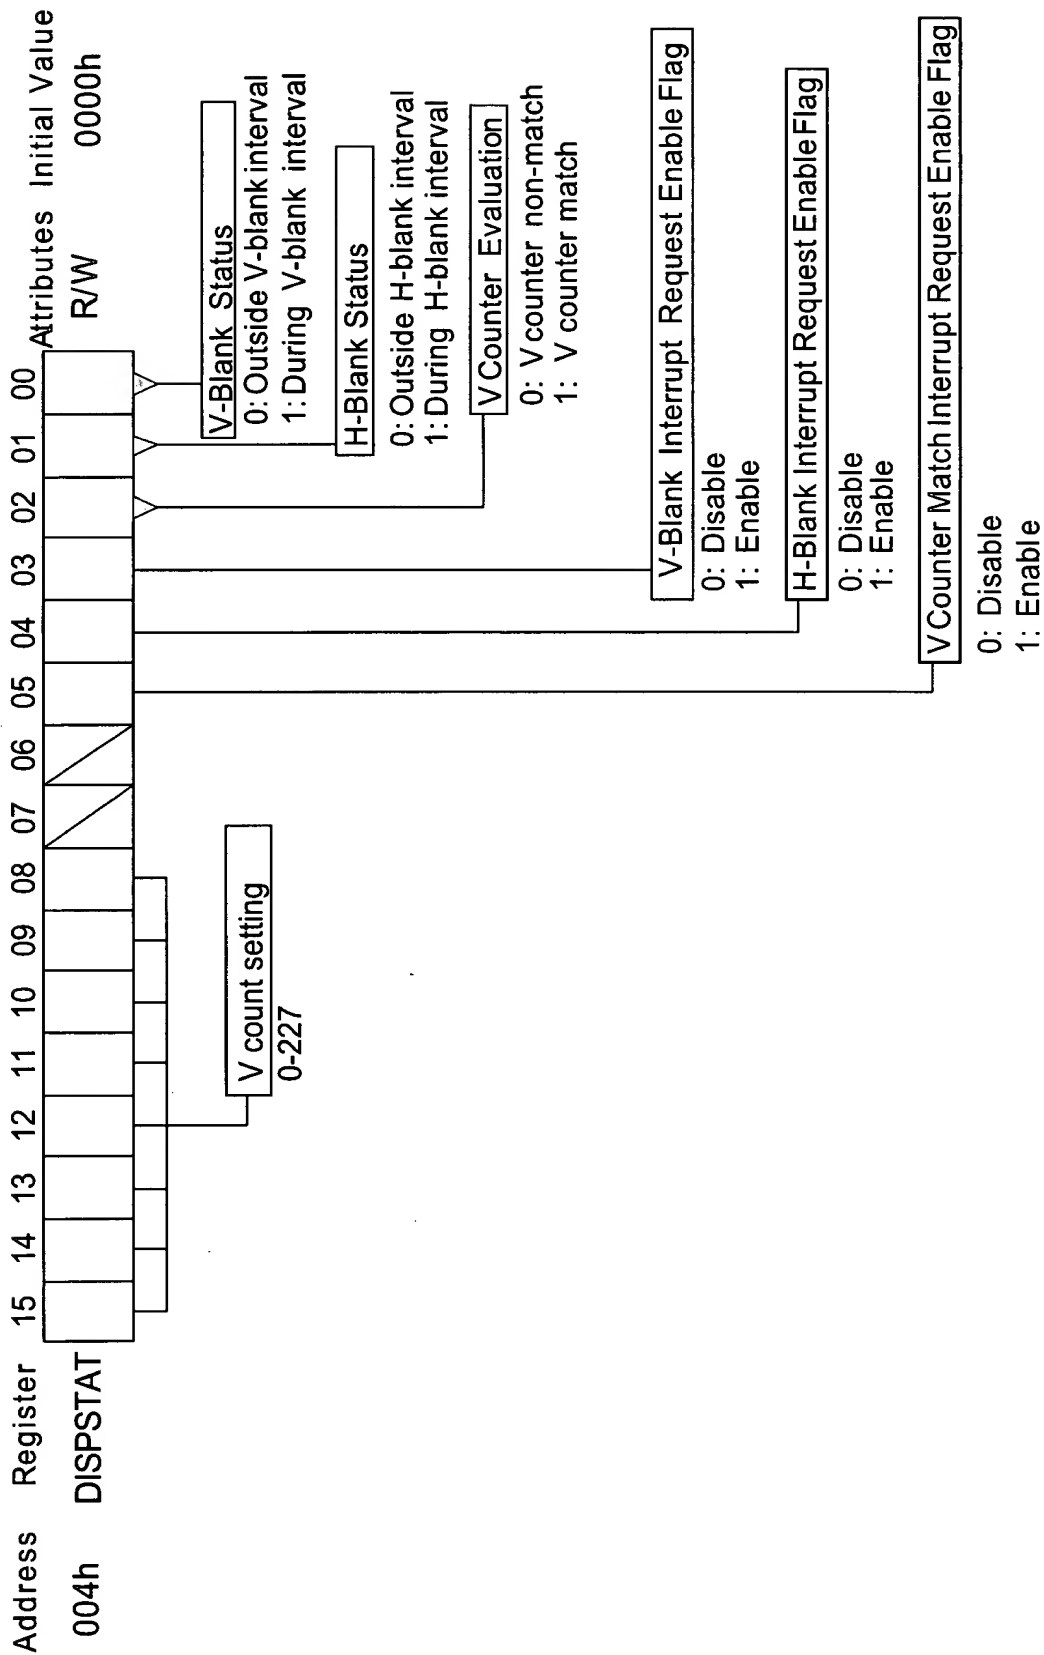 Address Register 15 14 13 12 11 10 09 08 07 06 05 04 03 02 01 00 Attributes Initial Value
004h DISPSTAT R/W 0000h
V-Blank Status
0: Outside V-blank interval
1: During V-blank interval
H-Blank Status
0: Outside H-blank interval
1: During H-blank interval
V Counter Evaluation
0: V counter non-match
1: V counter match
V-Blank Interrupt Request Enable Flag
0: Disable
1: Enable
H-Blank Interrupt Request Enable Flag
0: Disable
1: Enable
V Counter Match Interrupt Request Enable Flag
0: Disable
1: Enable
V count setting
0-227